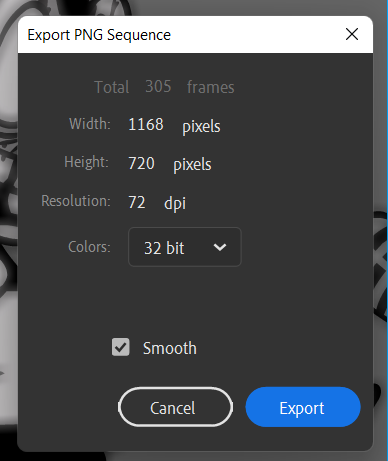 Export PNG Sequence
Total 305 frames
Width: 1168 pixels
Height: 720 pixels
Resolution: 72 dpi
Colors: 32 bit
Smooth
Cancel Export